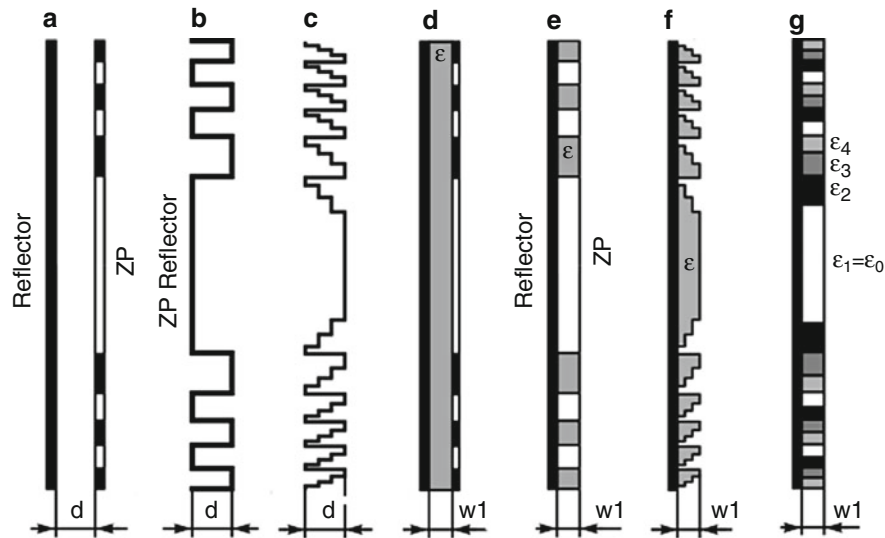 a b c d e f g
Reflector
ZP
ZP Reflector
ε
Reflector
ε
ZP
ε
ε4
ε3
ε2
ε1=ε0
d d d w1 w1 w1 w1